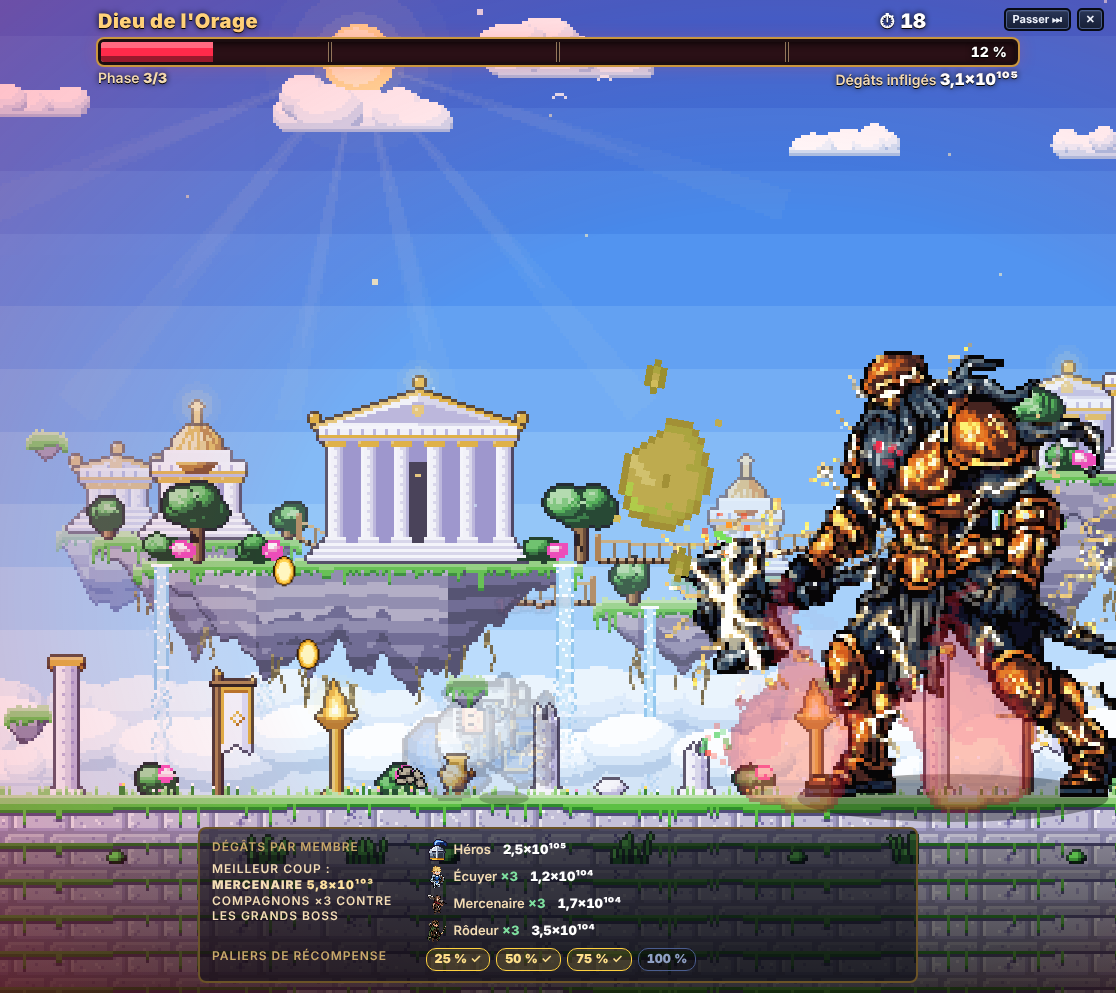 Dieu de l'Orage
⏱ 18
Passer ⏭
✕
12 %
Phase 3/3
Dégâts infligés 3,1×10¹⁰⁵
DÉGÂTS PAR MEMBRE
MEILLEUR COUP :
MERCENAIRE 5,8×10¹⁰³
COMPAGNONS ×3 CONTRE
LES GRANDS BOSS
Héros 2,5×10¹⁰⁵
Écuyer ×3 1,2×10¹⁰⁴
Mercenaire ×3 1,7×10¹⁰⁴
Rôdeur ×3 3,5×10¹⁰⁴
PALIERS DE RÉCOMPENSE
25 % ✓ 50 % ✓ 75 % ✓ 100 %